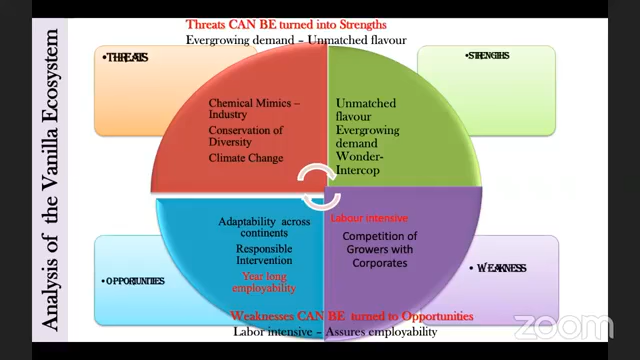 Threats CAN BE turned into Strengths
Evergrowing demand – Unmatched flavour
Analysis of the Vanilla Ecosystem
•THREATS
•STRENGTHS
Chemical Mimics –
Industry
Conservation of
Diversity
Climate Change
Unmatched
flavour
Evergrowing
demand
Wonder-
Intercop
Adaptability across
continents
Responsible
Intervention
Year long
employability
Labour intensive
Competition of
Growers with
Corporates
• OPPORTUNITIES
• WEAKNESS
Weaknesses CAN BE turned to Opportunities
Labor intensive – Assures employability
zoom